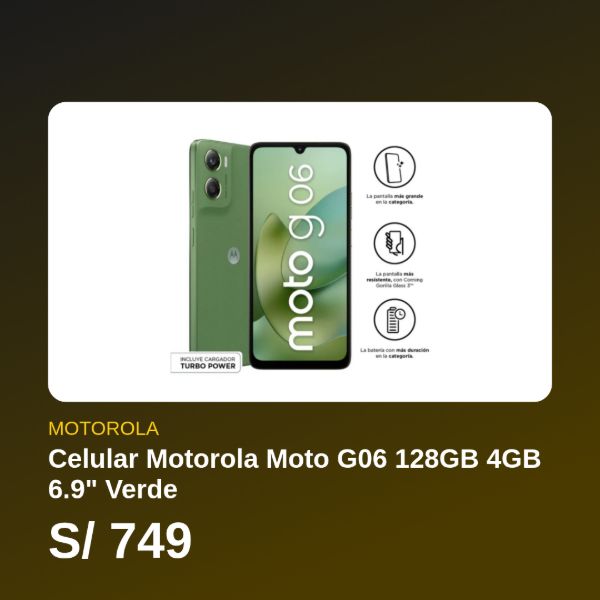 moto g 06
La pantalla más grande
en la categoría.
La pantalla más
resistente, con Corning
Gorilla Glass 3™
La batería con más duración
en la categoría.
INCLUYE CARGADOR
TURBO POWER
MOTOROLA
Celular Motorola Moto G06 128GB 4GB
6.9" Verde
S/ 749